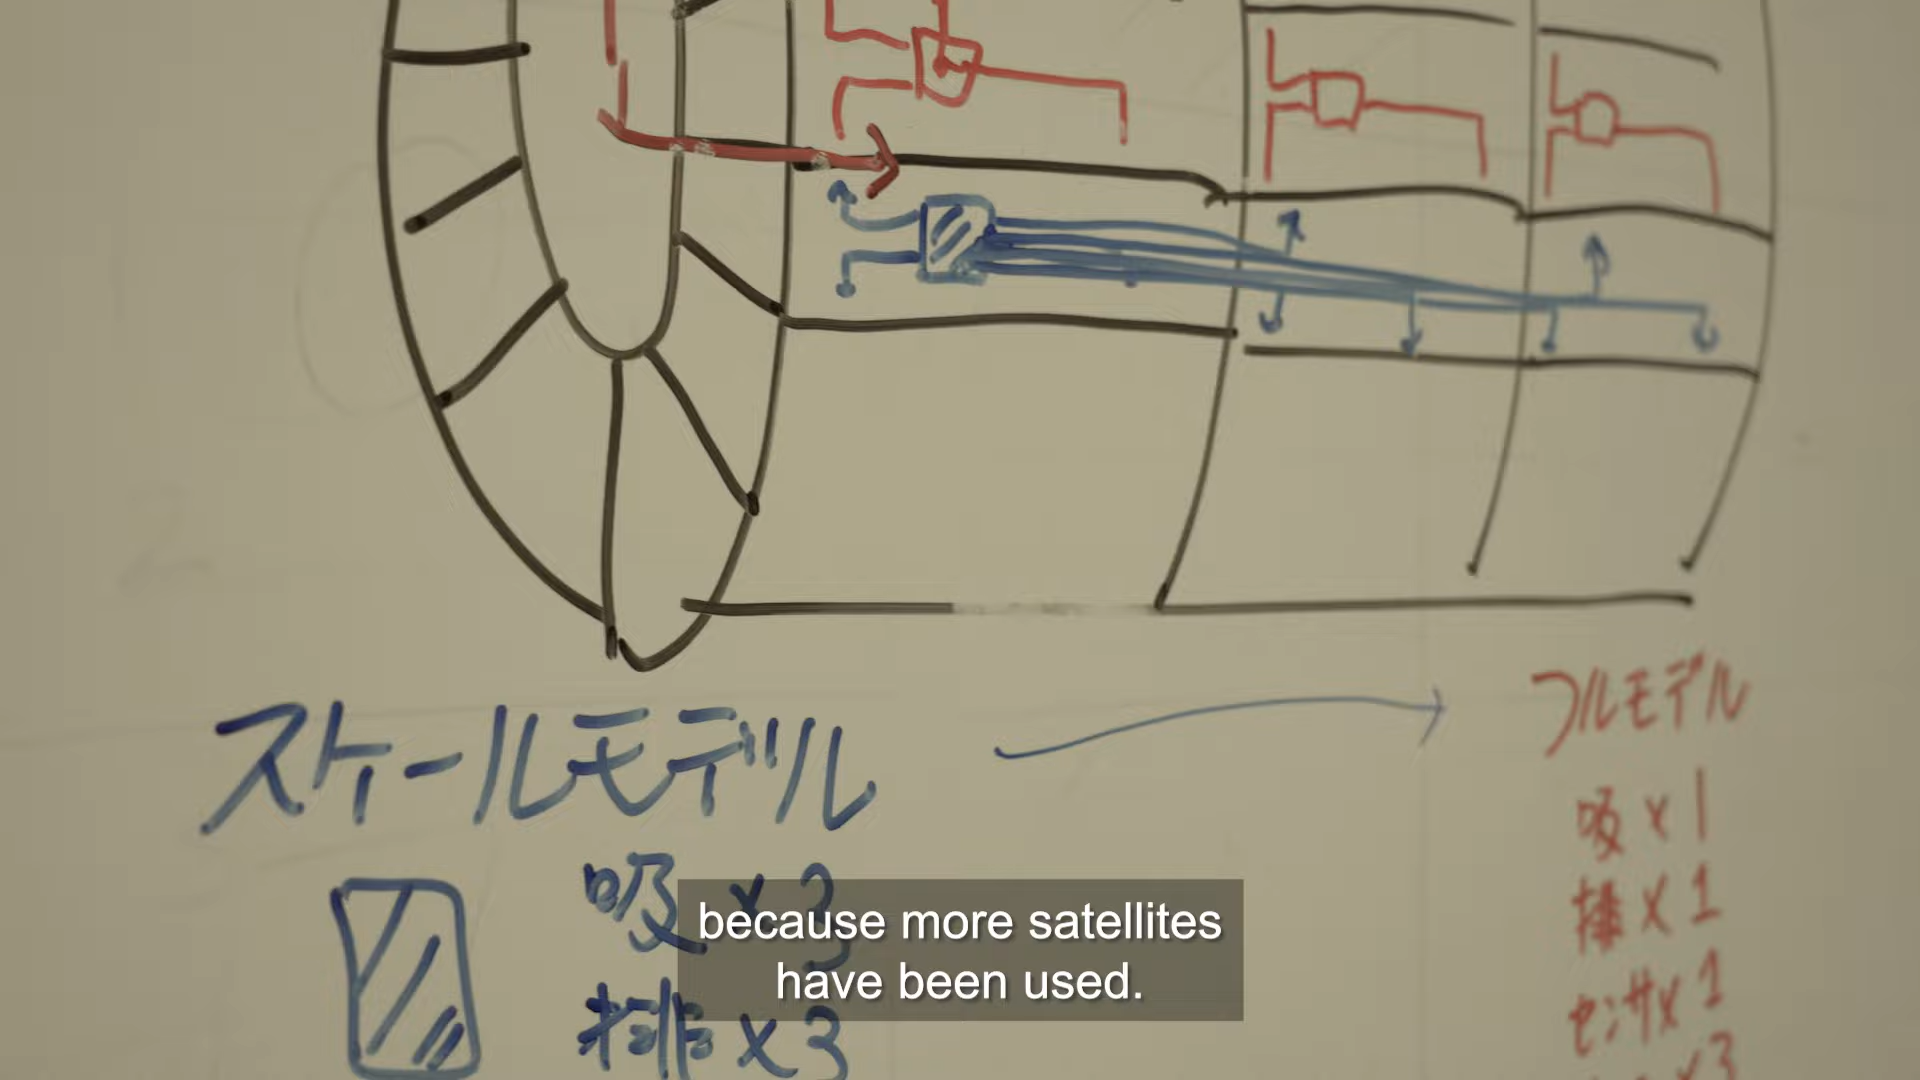 スケールモデル
吸×3
排×3
フルモデル
吸×1
排×1
センサ×1
×3
because more satellites
have been used.